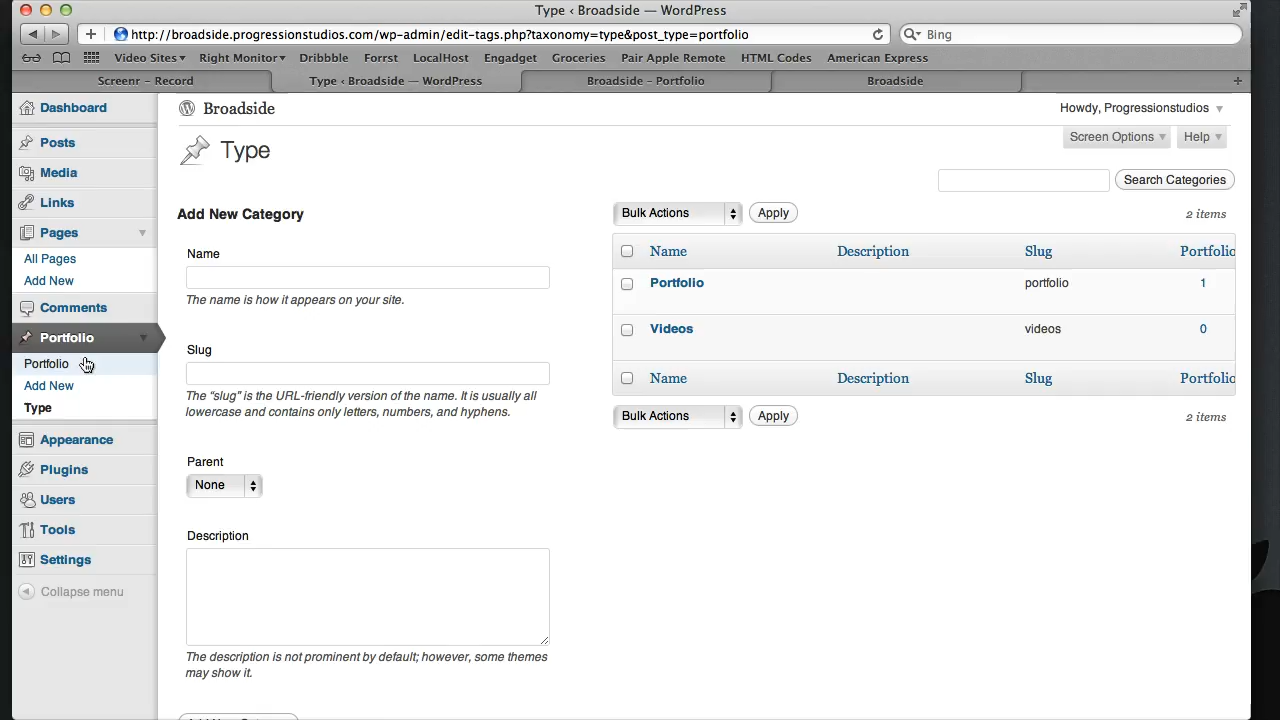 Type ‹ Broadside — WordPress
http://broadside.progressionstudios.com/wp-admin/edit-tags.php?taxonomy=type&post_type=portfolio
Bing
Video Sites▾ Right Monitor▾ Dribbble Forrst LocalHost Engadget Groceries Pair Apple Remote HTML Codes American Express
Screenr – Record
Type ‹ Broadside — WordPress
Broadside – Portfolio
Broadside
Dashboard
Posts
Media
Links
Pages
All Pages
Add New
Comments
Portfolio
Portfolio
Add New
Type
Appearance
Plugins
Users
Tools
Settings
Collapse menu
Broadside
Howdy, Progressionstudios
Screen Options
Help
Type
Search Categories
Add New Category
Name
The name is how it appears on your site.
Slug
The “slug” is the URL-friendly version of the name. It is usually all
lowercase and contains only letters, numbers, and hyphens.
Parent
None
Description
The description is not prominent by default; however, some themes
may show it.
Add New Category
Bulk Actions Apply 2 items
Name Description Slug Portfolio
Portfolio portfolio 1
Videos videos 0
Name Description Slug Portfolio
Bulk Actions Apply 2 items